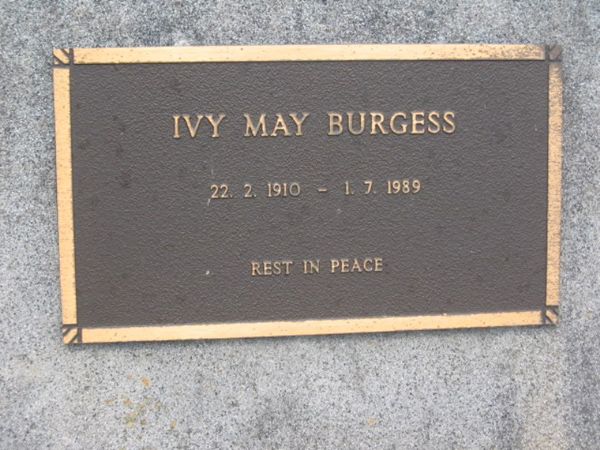 IVY MAY BURGESS
22. 2. 1910 - 1. 7. 1989
REST IN PEACE